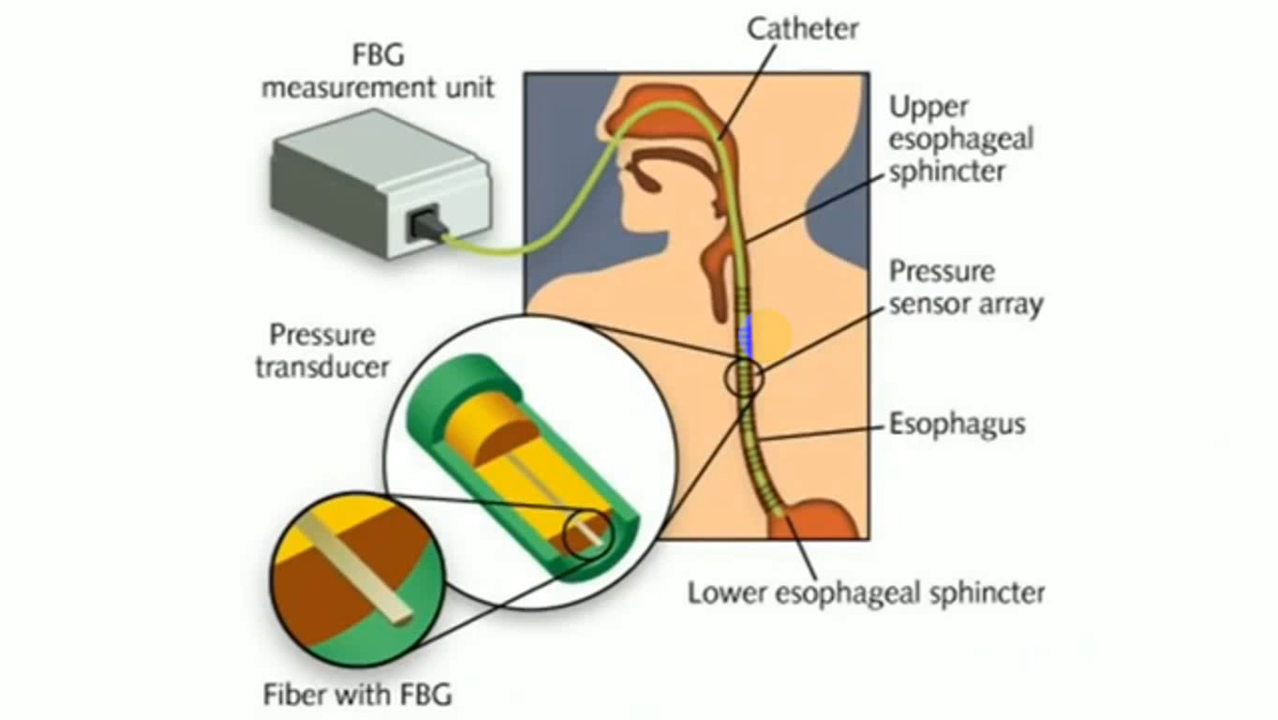 Catheter
FBG
measurement unit
Upper
esophageal
sphincter
Pressure
sensor array
Pressure
transducer
Esophagus
Lower esophageal sphincter
Fiber with FBG